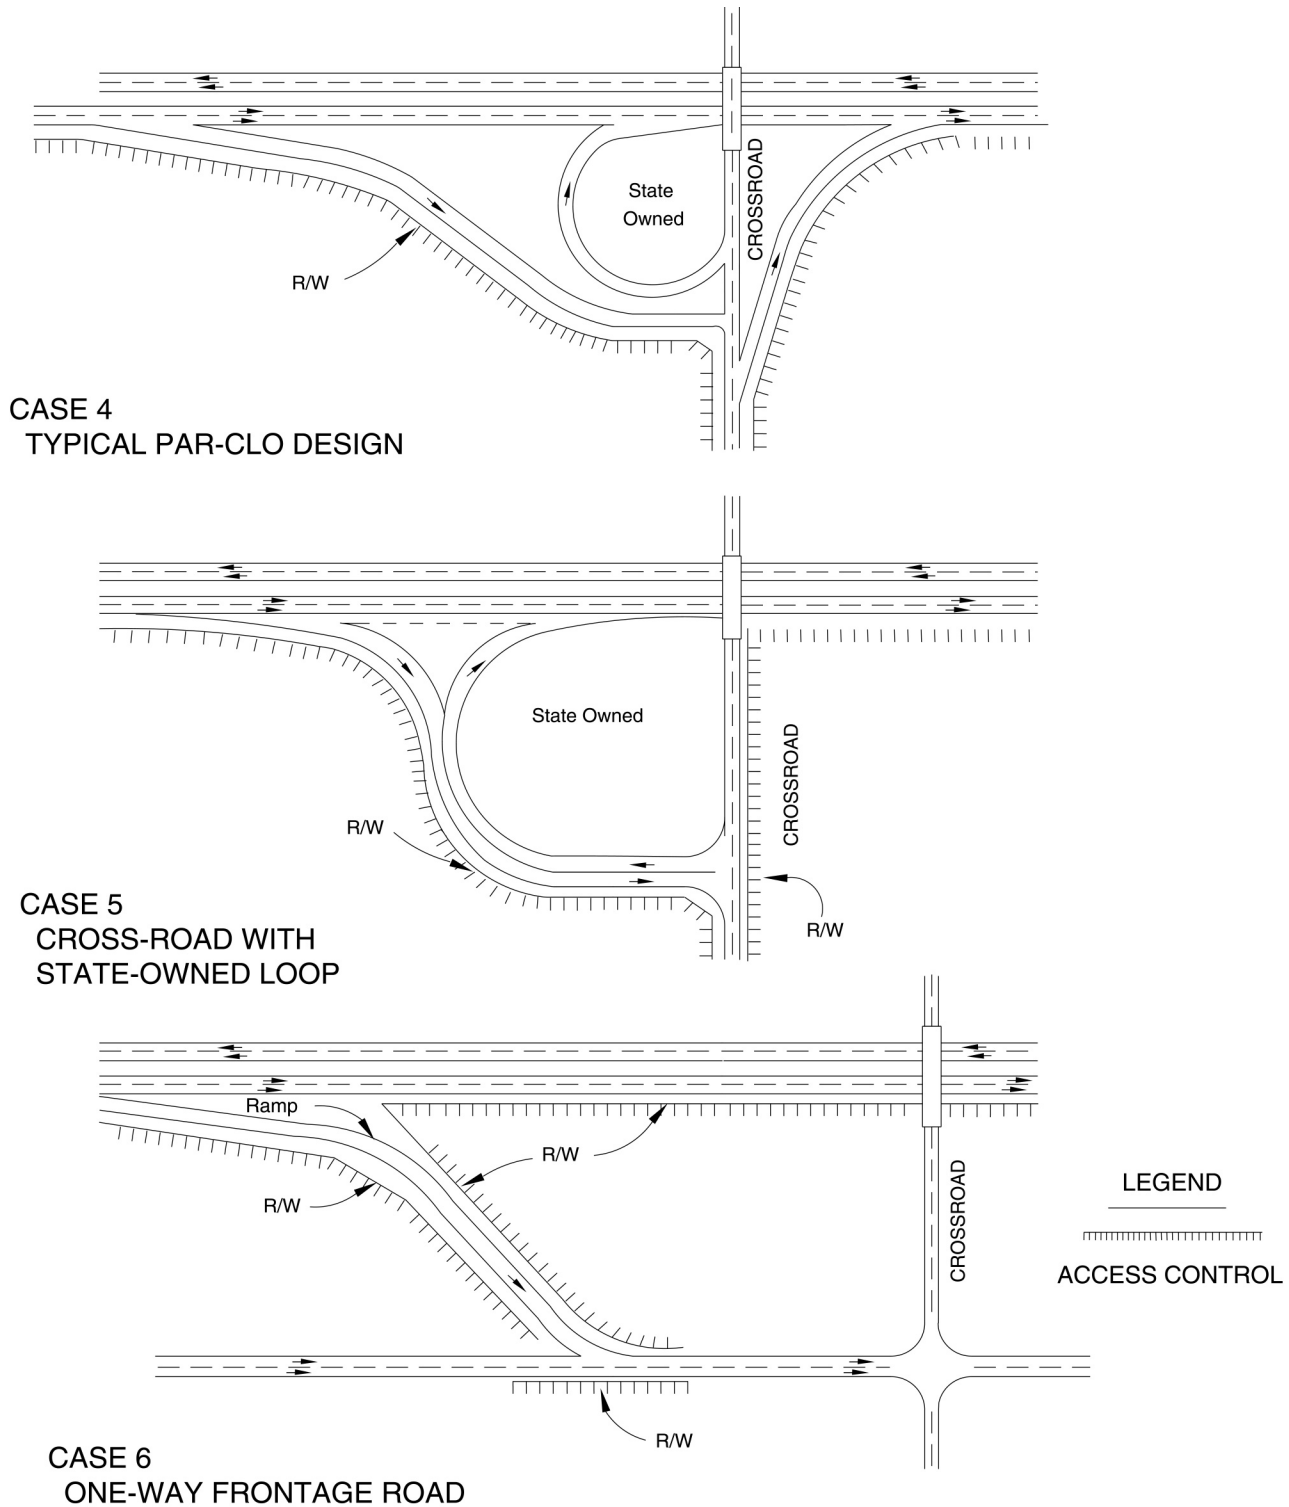 State
Owned
CROSSROAD
R/W
CASE 4
TYPICAL PAR-CLO DESIGN
State Owned
CROSSROAD
R/W
R/W
CASE 5
CROSS-ROAD WITH
STATE-OWNED LOOP
Ramp
R/W
R/W
CROSSROAD
LEGEND
ACCESS CONTROL
R/W
CASE 6
ONE-WAY FRONTAGE ROAD